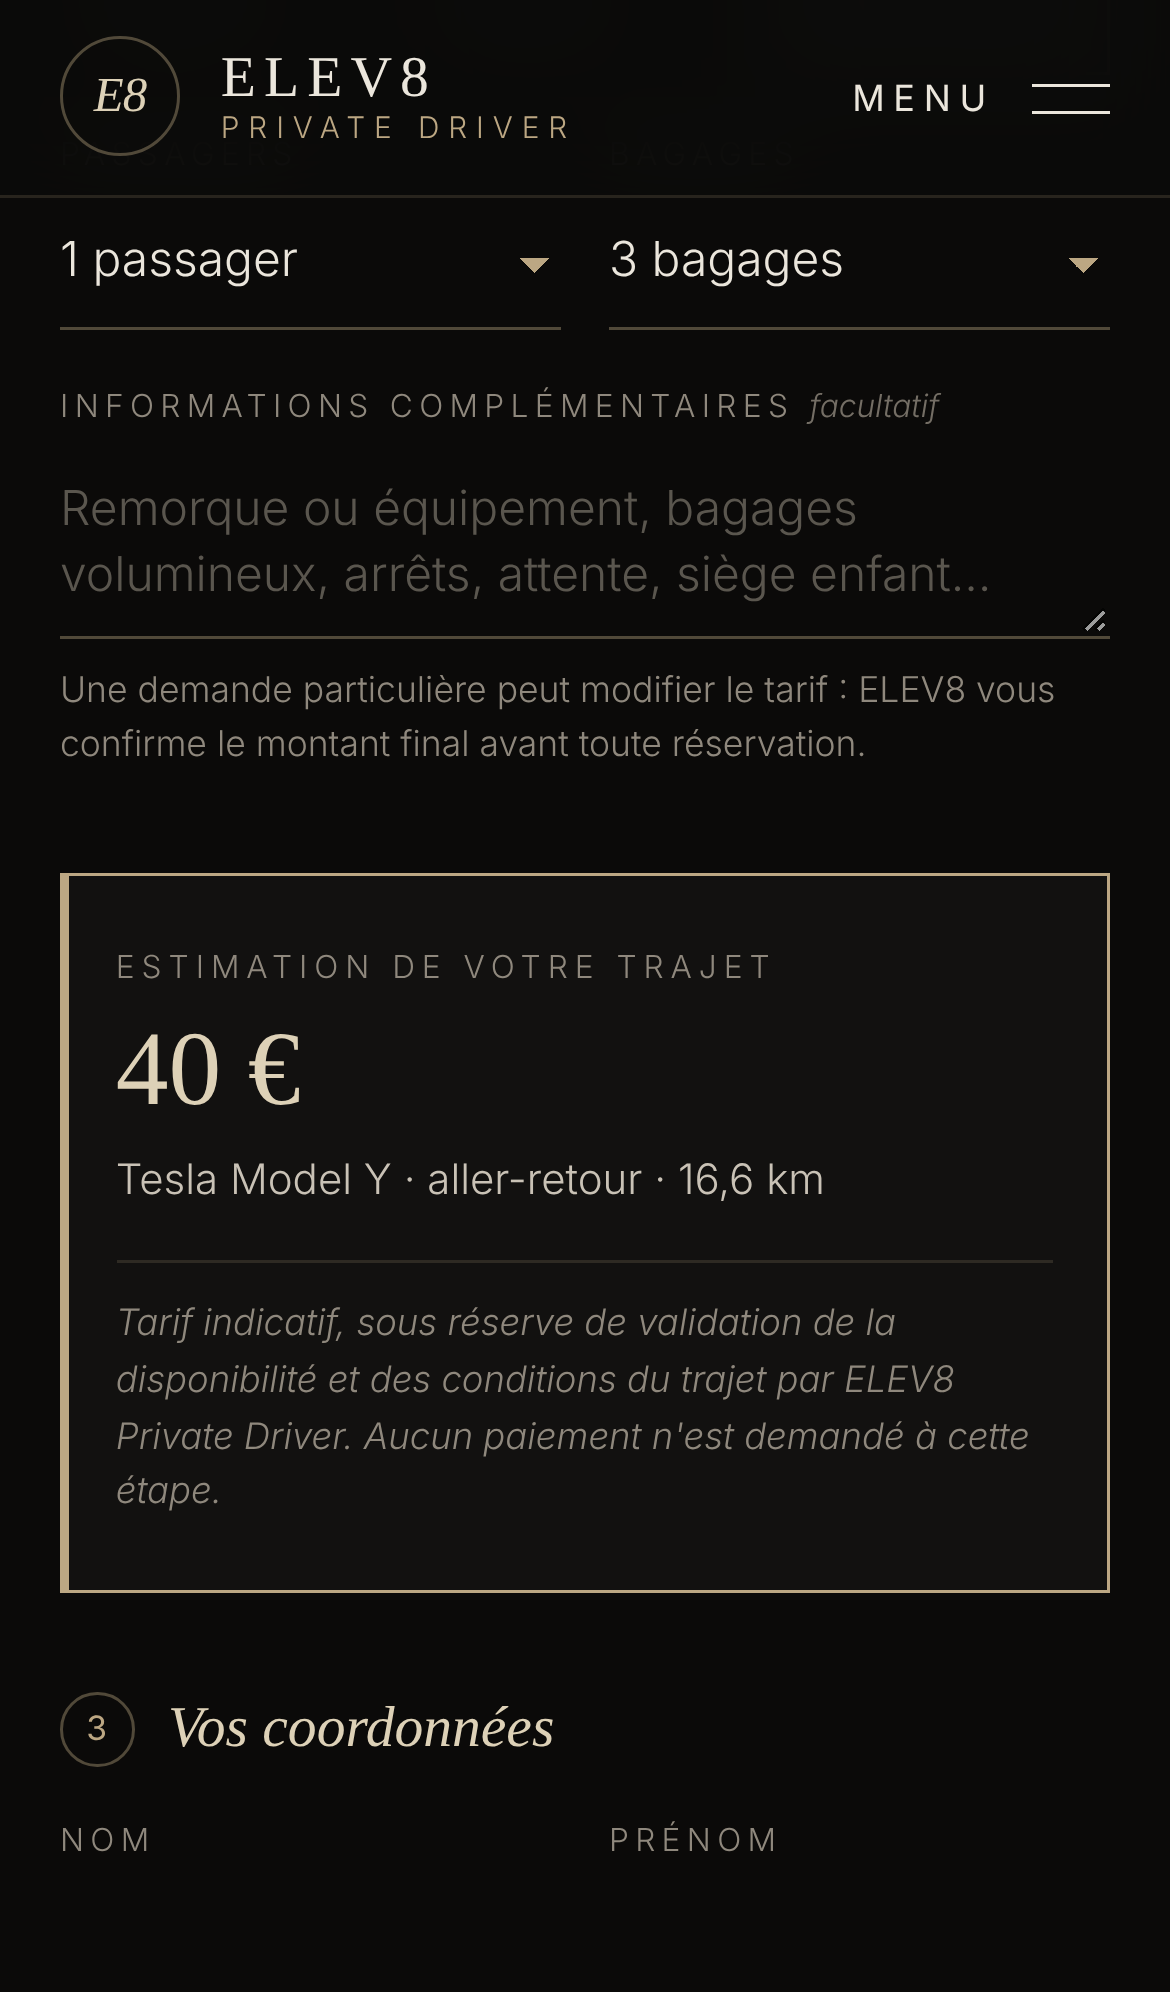 E8
ELEV8
PRIVATE DRIVER
MENU
PASSAGERS
BAGAGES
1 passager
3 bagages
INFORMATIONS COMPLÉMENTAIRES facultatif
Remorque ou équipement, bagages
volumineux, arrêts, attente, siège enfant...
Une demande particulière peut modifier le tarif : ELEV8 vous
confirme le montant final avant toute réservation.
ESTIMATION DE VOTRE TRAJET
40 €
Tesla Model Y · aller-retour · 16,6 km
Tarif indicatif, sous réserve de validation de la
disponibilité et des conditions du trajet par ELEV8
Private Driver. Aucun paiement n'est demandé à cette
étape.
3
Vos coordonnées
NOM
PRÉNOM